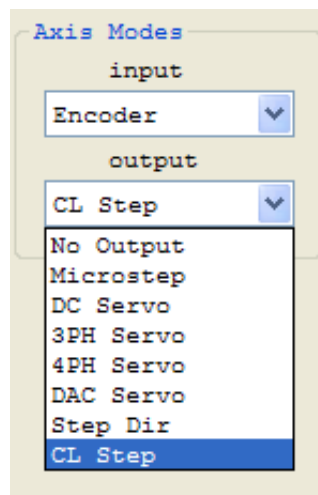 Axis Modes
input
Encoder
output
CL Step
No Output
Microstep
DC Servo
3PH Servo
4PH Servo
DAC Servo
Step Dir
CL Step